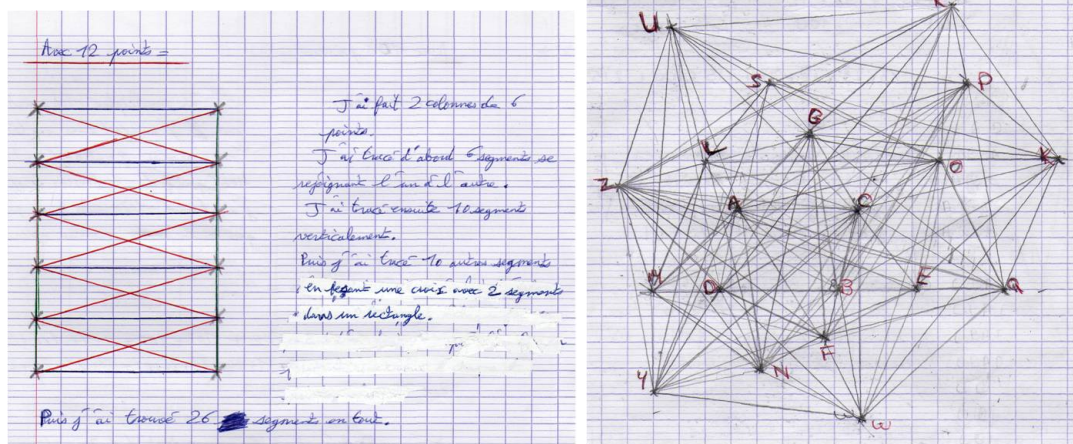 Avec 12 points =
J'ai fait 2 colonnes de 6
points.
J'ai tracé d'abord 6 segments se
rejoignant l'un à l'autre.
J'ai tracé ensuite 10 segments
verticalement.
Puis j'ai tracé 10 autres segments
en fesant une croix avec 2 segments
dans un rectangle.
Puis j'ai trouvé 26 segments en tout.
U
S
P
G
L
O
K
Z
A
C
D
B
E
Q
F
N
Y
W
W